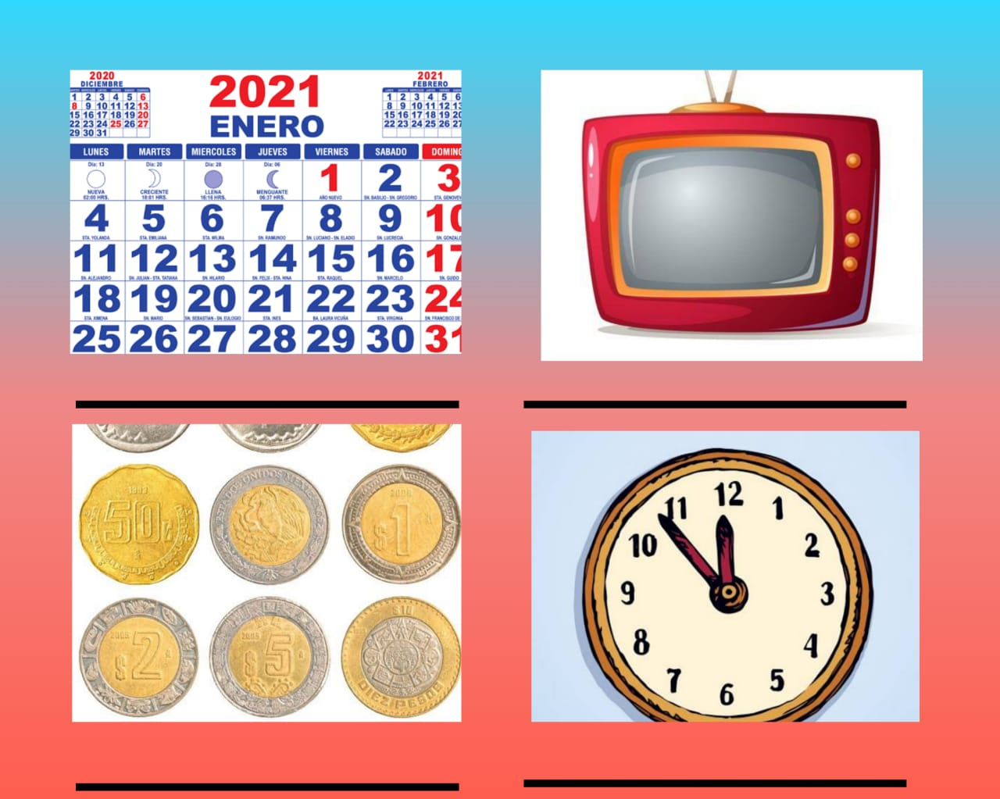 2020
DICIEMBRE
1 2 3 4 5 6
8 9 10 11 12 13
15 16 17 18 19 20
22 23 24 25 26 27
29 30 31
2021
ENERO
2021
FEBRERO
1 2 3 4 5 6
8 9 10 11 12 13
15 16 17 18 19 20
22 23 24 25 26 27
LUNES MARTES MIERCOLES JUEVES VIERNES SABADO DOMING
Día: 13 Día: 20 Día: 28 Día: 06
1 2 3
NUEVA CRECIENTE LLENA MENGUANTE
02:00 HRS. 18:01 HRS. 16:16 HRS. 06:37 HRS. AÑO NUEVO SN. BASILIO - SN. GREGORIO STA. GENOVEV
4 5 6 7 8 9 10
STA. YOLANDA STA. EMILIANA STA. WILMA SN. RAIMUNDO SN. LUCIANO - SN. ELADIO SN. LUCRECIA SN. GONZALO
11 12 13 14 15 16 17
SN. ALEJANDRO SN. JULIAN - STA. TATIANA SN. HILARIO SN. FELIX - STA. NINA STA. RAQUEL SN. MARCELO SN. GUIDO
18 19 20 21 22 23 24
STA. XIMENA SN. MARIO SN. SEBASTIAN - SN. EULOGIO STA. INES BA. LAURA VICUÑA STA. VIRGINIA SN. FRANCISCO DE
25 26 27 28 29 30 31
1993
50c
ESTADOS UNIDOS MEXICANOS
2008
$1
2005
$2
2005
$5
$10
DIEZ PESOS
12
11 1
10 2
9 3
8 4
7 5
6